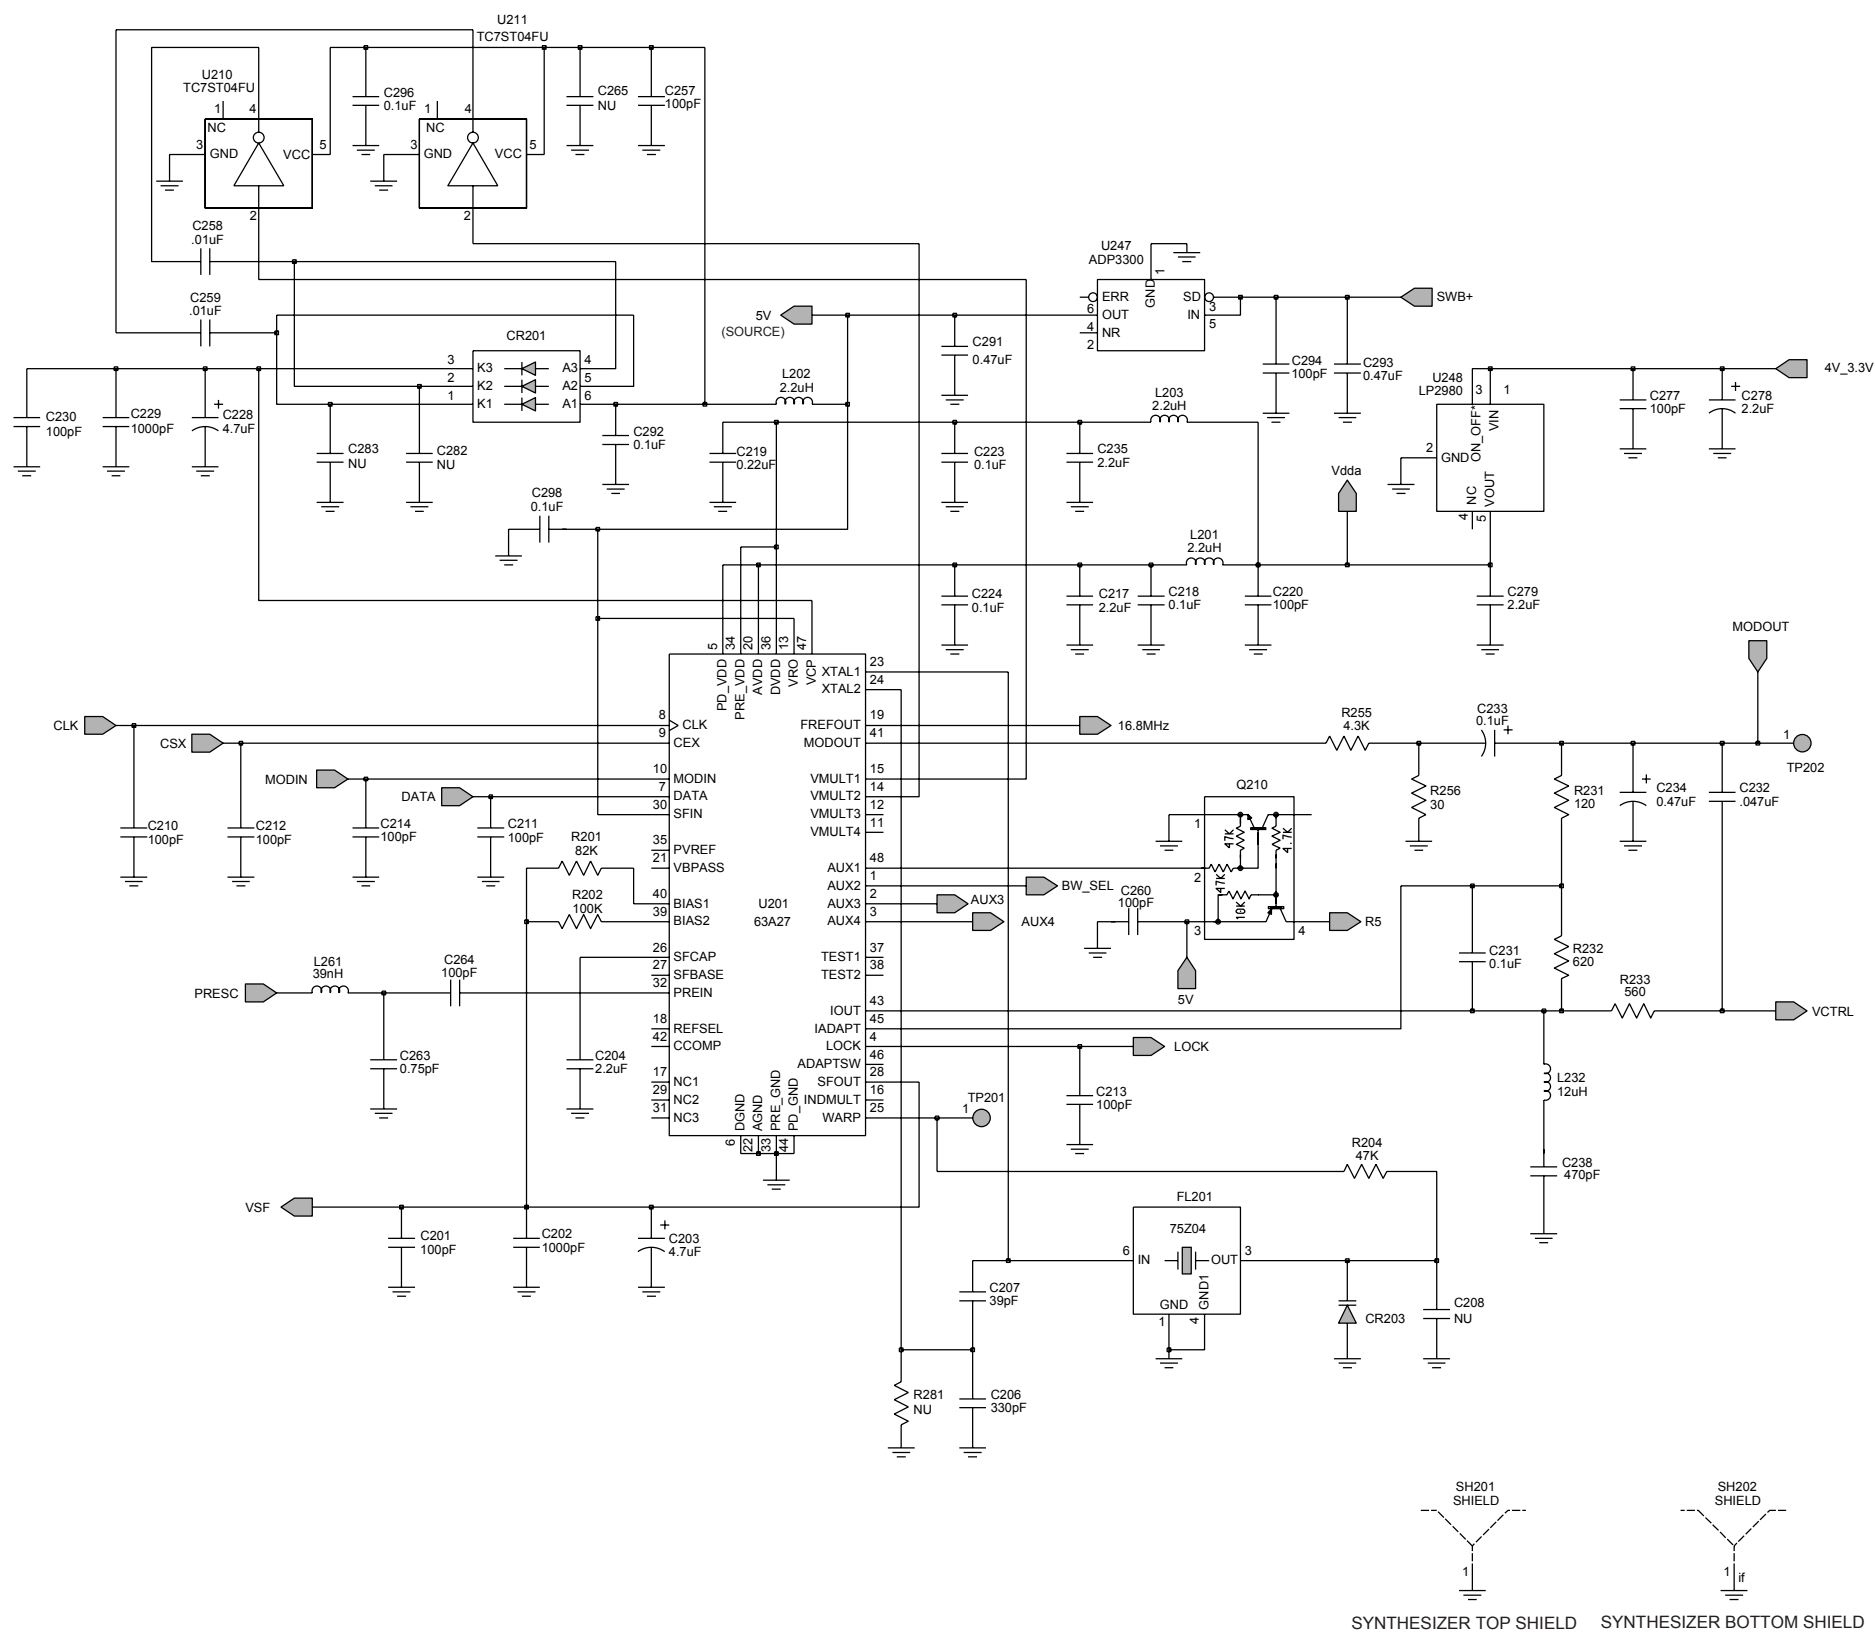 U211
TC7ST04FU
U210
TC7ST04FU
1
4
NC
3
GND
VCC
5
2
C296
0.1uF
1
4
NC
3
GND
VCC
5
2
C265
NU
C257
100pF
C258
.01uF
C259
.01uF
CR201
3
K3
A3
4
2
K2
A2
5
1
K1
A1
6
C230
100pF
C229
1000pF
+
C228
4.7uF
C283
NU
C282
NU
C292
0.1uF
L202
2.2uH
5V
(SOURCE)
U247
ADP3300
1
GND
ERR
SD
6
OUT
3
IN
4
NR
5
2
SWB+
C291
0.47uF
C294
100pF
C293
0.47uF
U248
LP2980
3
1
ON_OFF*
VIN
2
GND
NC
VOUT
4
5
4V_3.3V
C277
100pF
+
C278
2.2uF
L203
2.2uH
C219
0.22uF
C223
0.1uF
C235
2.2uF
Vdda
C298
0.1uF
L201
2.2uH
C224
0.1uF
C217
2.2uF
C218
0.1uF
C220
100pF
C279
2.2uF
MODOUT
5
34
20
36
13
47
PD_VDD
PRE_VDD
AVDD
DVDD
VRO
VCP
XTAL1
23
XTAL2
24
CLK
8
CLK
FREFOUT
19
16.8MHz
CSX
9
CEX
MODOUT
41
MODIN
10
MODIN
VMULT1
15
DATA
7
DATA
VMULT2
14
30
SFIN
VMULT3
12
VMULT4
11
C210
100pF
C212
100pF
C214
100pF
C211
100pF
R201
82K
35
PVREF
21
VBPASS
AUX1
48
AUX2
1
BW_SEL
R202
100K
40
BIAS1
39
BIAS2
U201
63A27
AUX3
2
AUX3
AUX4
3
AUX4
26
SFCAP
TEST1
37
27
SFBASE
TEST2
38
32
PREIN
PRESC
L261
39nH
C264
100pF
IOUT
43
18
REFSEL
IADAPT
45
42
CCOMP
LOCK
4
LOCK
C263
0.75pF
C204
2.2uF
ADAPTSW
46
17
NC1
SFOUT
28
29
NC2
INDMULT
16
31
NC3
WARP
25
DGND
AGND
PRE_GND
PD_GND
6
22
33
44
TP201
1
C213
100pF
R255
4.3K
C233
0.1uF
+
1
TP202
R256
30
R231
120
+
C234
0.47uF
C232
.047uF
Q210
1
47K
4.7K
2
47K
10K
3
4
R5
C260
100pF
5V
C231
0.1uF
R232
620
R233
560
VCTRL
L232
12uH
C238
470pF
VSF
C201
100pF
C202
1000pF
+
C203
4.7uF
R204
47K
FL201
75Z04
6
IN
OUT
3
GND
GND1
1
4
C207
39pF
CR203
C208
NU
R281
NU
C206
330pF
SH201
SHIELD
1
SH202
SHIELD
1
if
SYNTHESIZER TOP SHIELD
SYNTHESIZER BOTTOM SHIELD